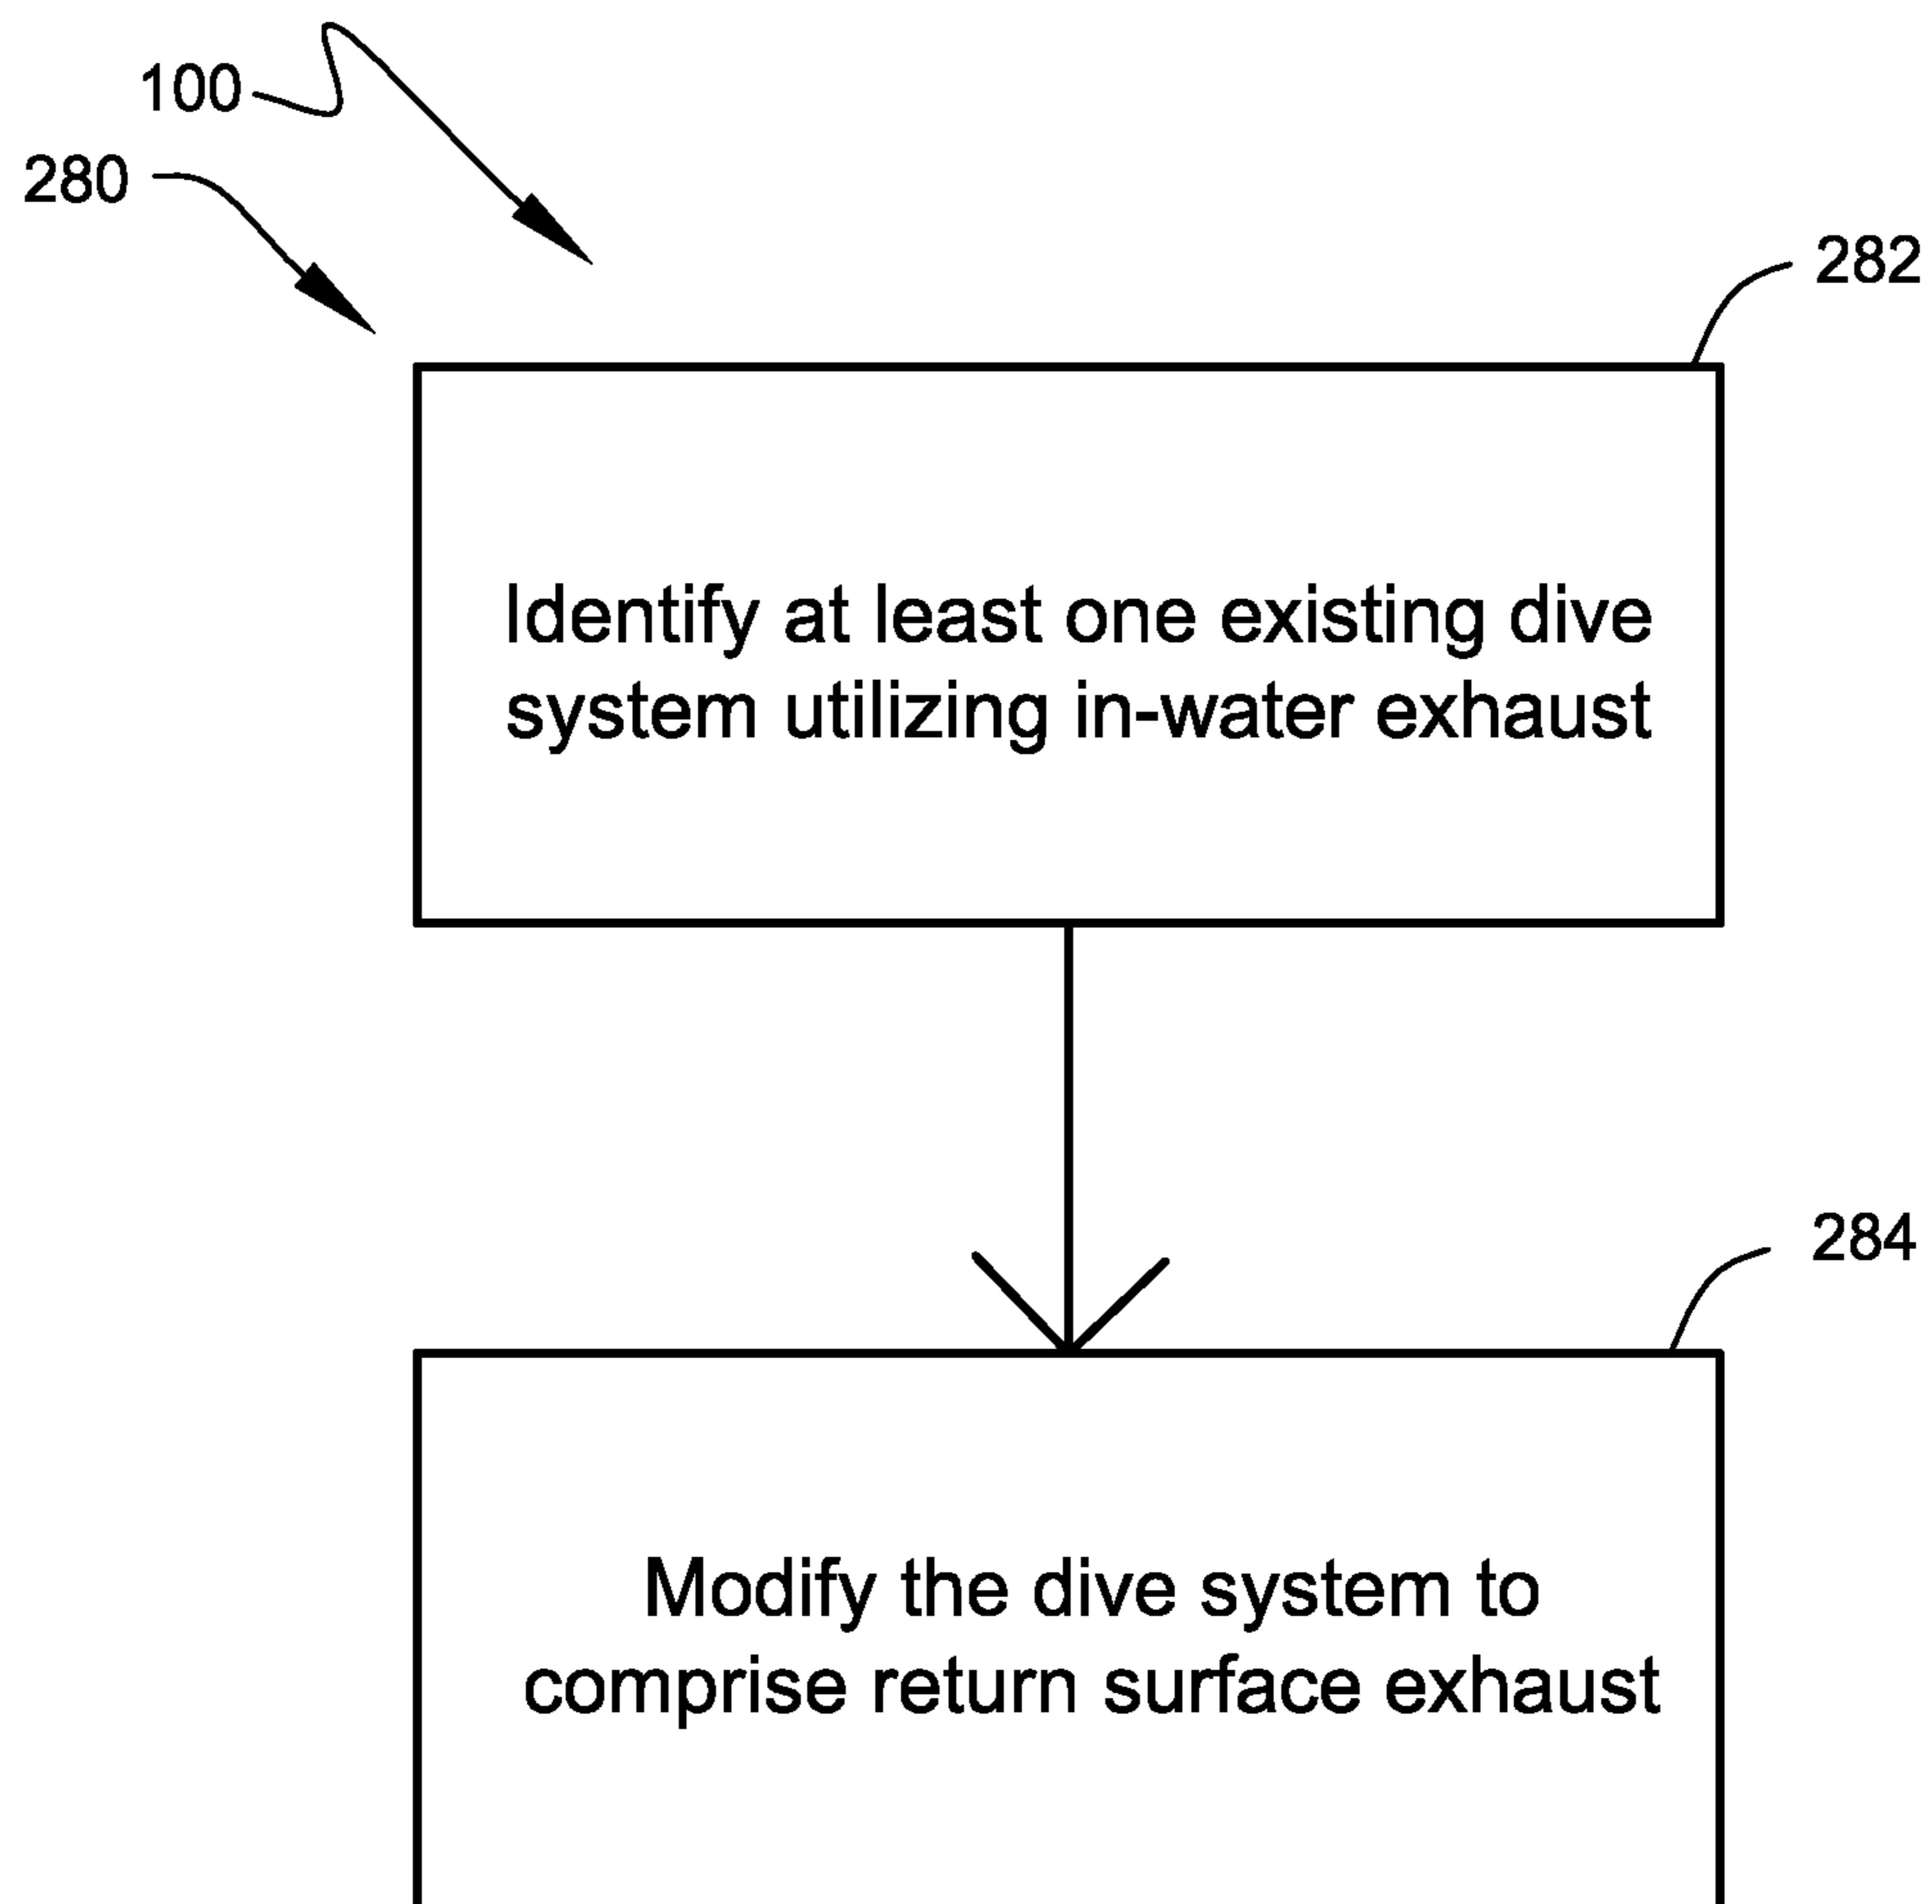 100
280
282
Identify at least one existing dive
system utilizing in-water exhaust
284
Modify the dive system to
comprise return surface exhaust